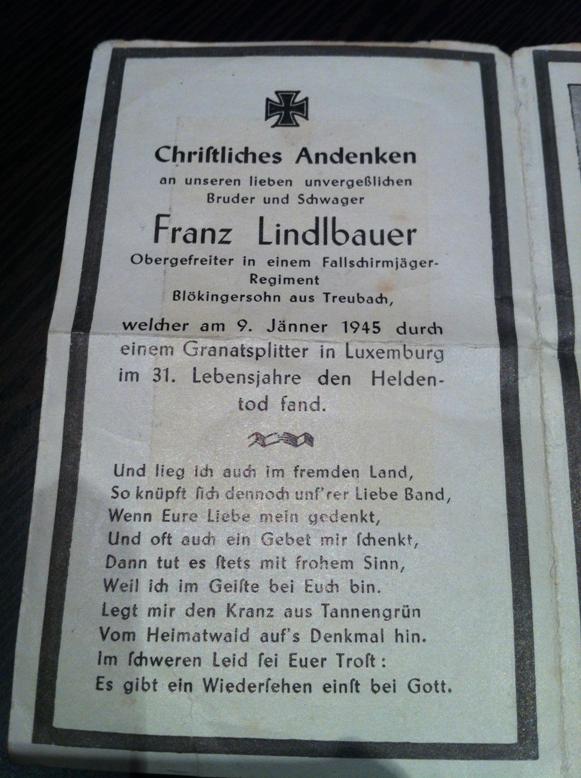 Chriſtliches Andenken
an unseren lieben unvergeßlichen
Bruder und Schwager
Franz Lindlbauer
Obergefreiter in einem Fallschirmjäger-
Regiment
Blökingersohn aus Treubach,
welcher am 9. Jänner 1945 durch
einem Granatsplitter in Luxemburg
im 31. Lebensjahre den Helden-
tod fand.
Und lieg ich auch im fremden Land,
So knüpft ſich dennoch unſ'rer Liebe Band,
Wenn Eure Liebe mein gedenkt,
Und oft auch ein Gebet mir ſchenkt,
Dann tut es ſtets mit frohem Sinn,
Weil ich im Geiſte bei Euch bin.
Legt mir den Kranz aus Tannengrün
Vom Heimatwald auf's Denkmal hin.
Im ſchweren Leid ſei Euer Troſt:
Es gibt ein Wiederſehen einſt bei Gott.